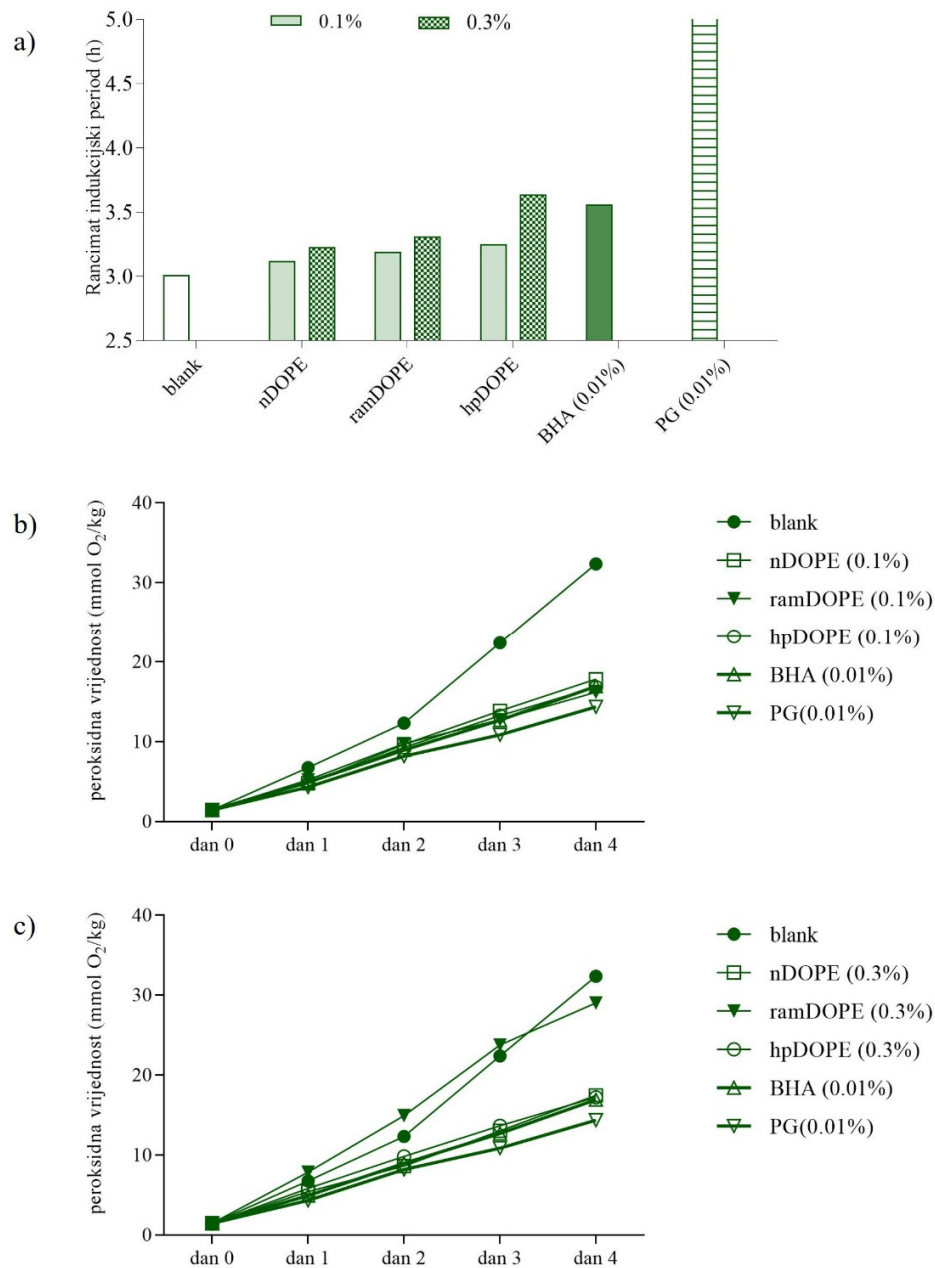 a)
0.1% 0.3%
Rancimat indukcijski period (h)
5.0
4.5
4.0
3.5
3.0
2.5
blank
nDOPE
ramDOPE
hpDOPE
BHA (0.01%)
PG (0.01%)
b)
peroksidna vrijednost (mmol O2/kg)
40
30
20
10
0
dan 0 dan 1 dan 2 dan 3 dan 4
blank
nDOPE (0.1%)
ramDOPE (0.1%)
hpDOPE (0.1%)
BHA (0.01%)
PG(0.01%)
c)
peroksidna vrijednost (mmol O2/kg)
40
30
20
10
0
dan 0 dan 1 dan 2 dan 3 dan 4
blank
nDOPE (0.3%)
ramDOPE (0.3%)
hpDOPE (0.3%)
BHA (0.01%)
PG(0.01%)